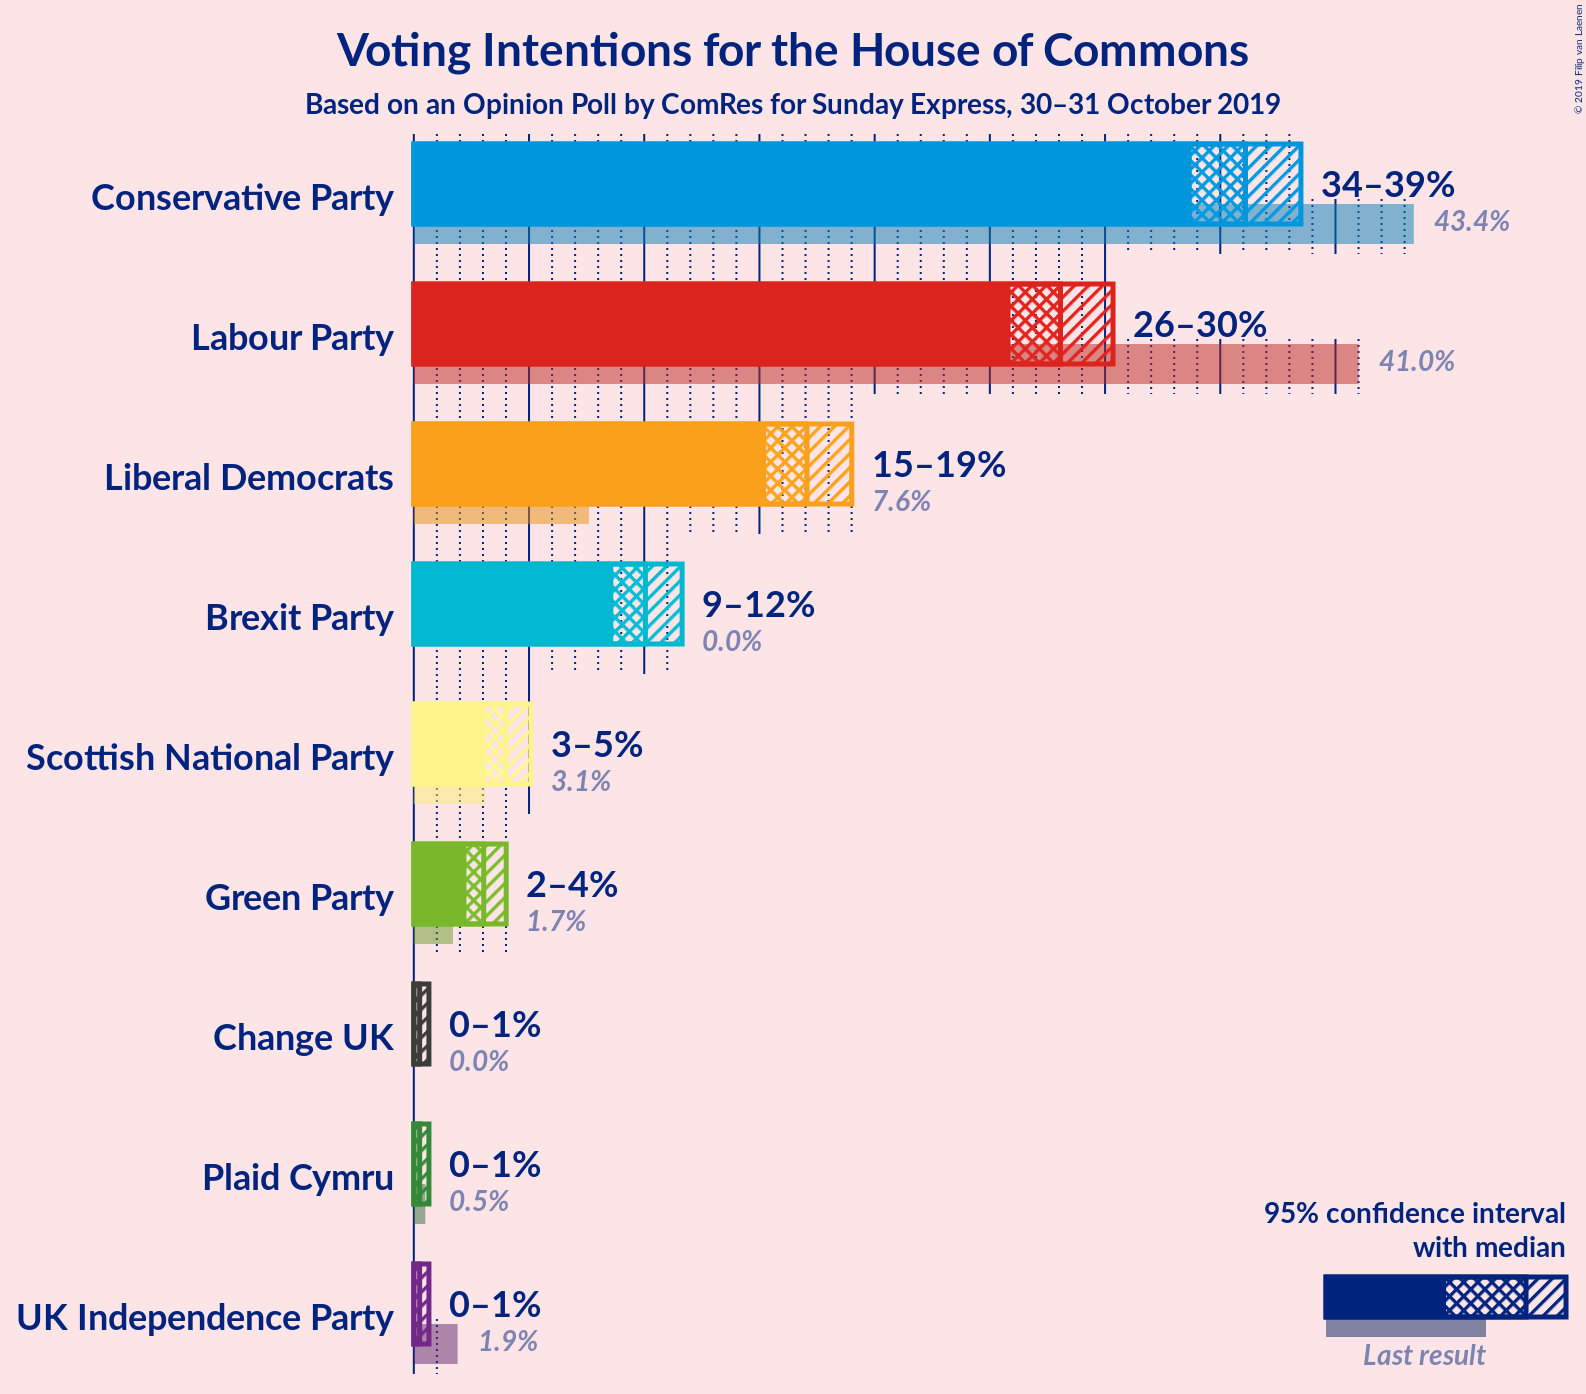 Voting Intentions for the House of Commons
Based on an Opinion Poll by ComRes for Sunday Express, 30–31 October 2019
© 2019 Filip van Laenen
Conservative Party
34–39%
43.4%
Labour Party
26–30%
41.0%
Liberal Democrats
15–19%
7.6%
Brexit Party
9–12%
0.0%
Scottish National Party
3–5%
3.1%
Green Party
2–4%
1.7%
Change UK
0–1%
0.0%
Plaid Cymru
0–1%
0.5%
UK Independence Party
0–1%
1.9%
95% confidence interval
with median
Last result